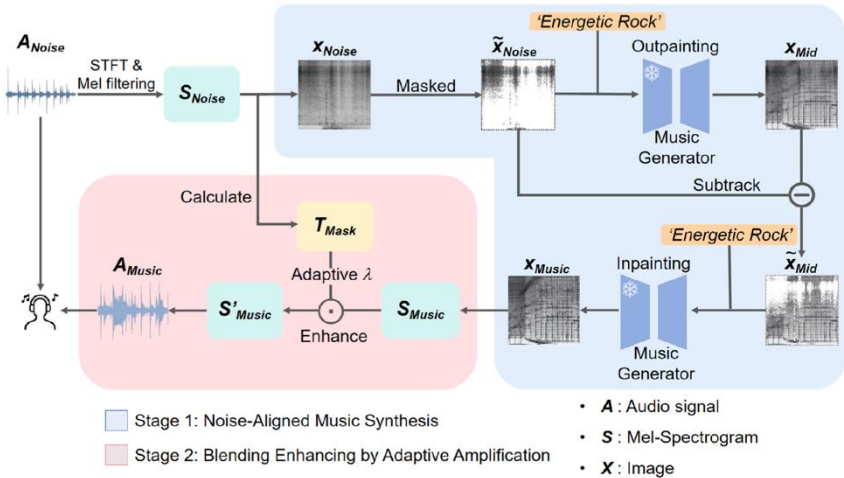 A_Noise
STFT &
Mel filtering
S_Noise
x_Noise
Masked
x̃_Noise
'Energetic Rock'
Outpainting
Music
Generator
x_Mid
Subtrack
Calculate
T_Mask
Adaptive λ
A_Music
S'_Music
Enhance
S_Music
x_Music
Inpainting
Music
Generator
'Energetic Rock'
x̃_Mid
Stage 1: Noise-Aligned Music Synthesis
Stage 2: Blending Enhancing by Adaptive Amplification
• A : Audio signal
• S : Mel-Spectrogram
• X : Image